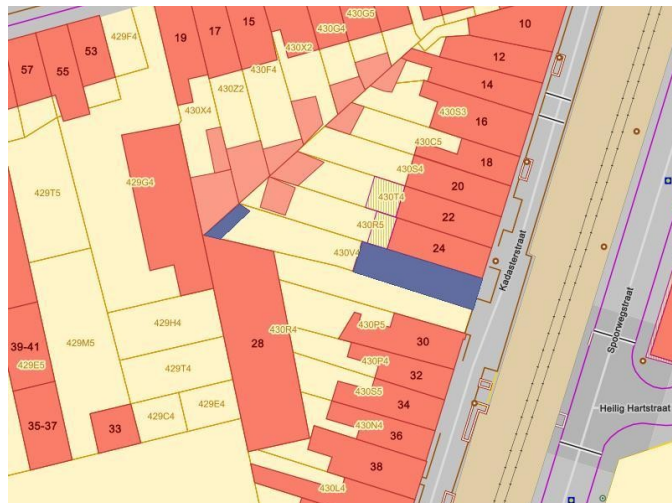 10
12
14
16
18
20
22
24
30
32
34
36
38
28
15
17
19
53
55
57
39-41
35-37
33
429F4
430X2
430G4
430G5
430F4
430Z2
430X4
430S3
430C5
430S4
430T4
430R5
430V4
429G4
429T5
429H4
429M5
429T4
429E4
429C4
429E5
430R4
430P5
430P4
430S5
430N4
430L4
Kadasterstraat
Spoorwegstraat
Heilig Hartstraat